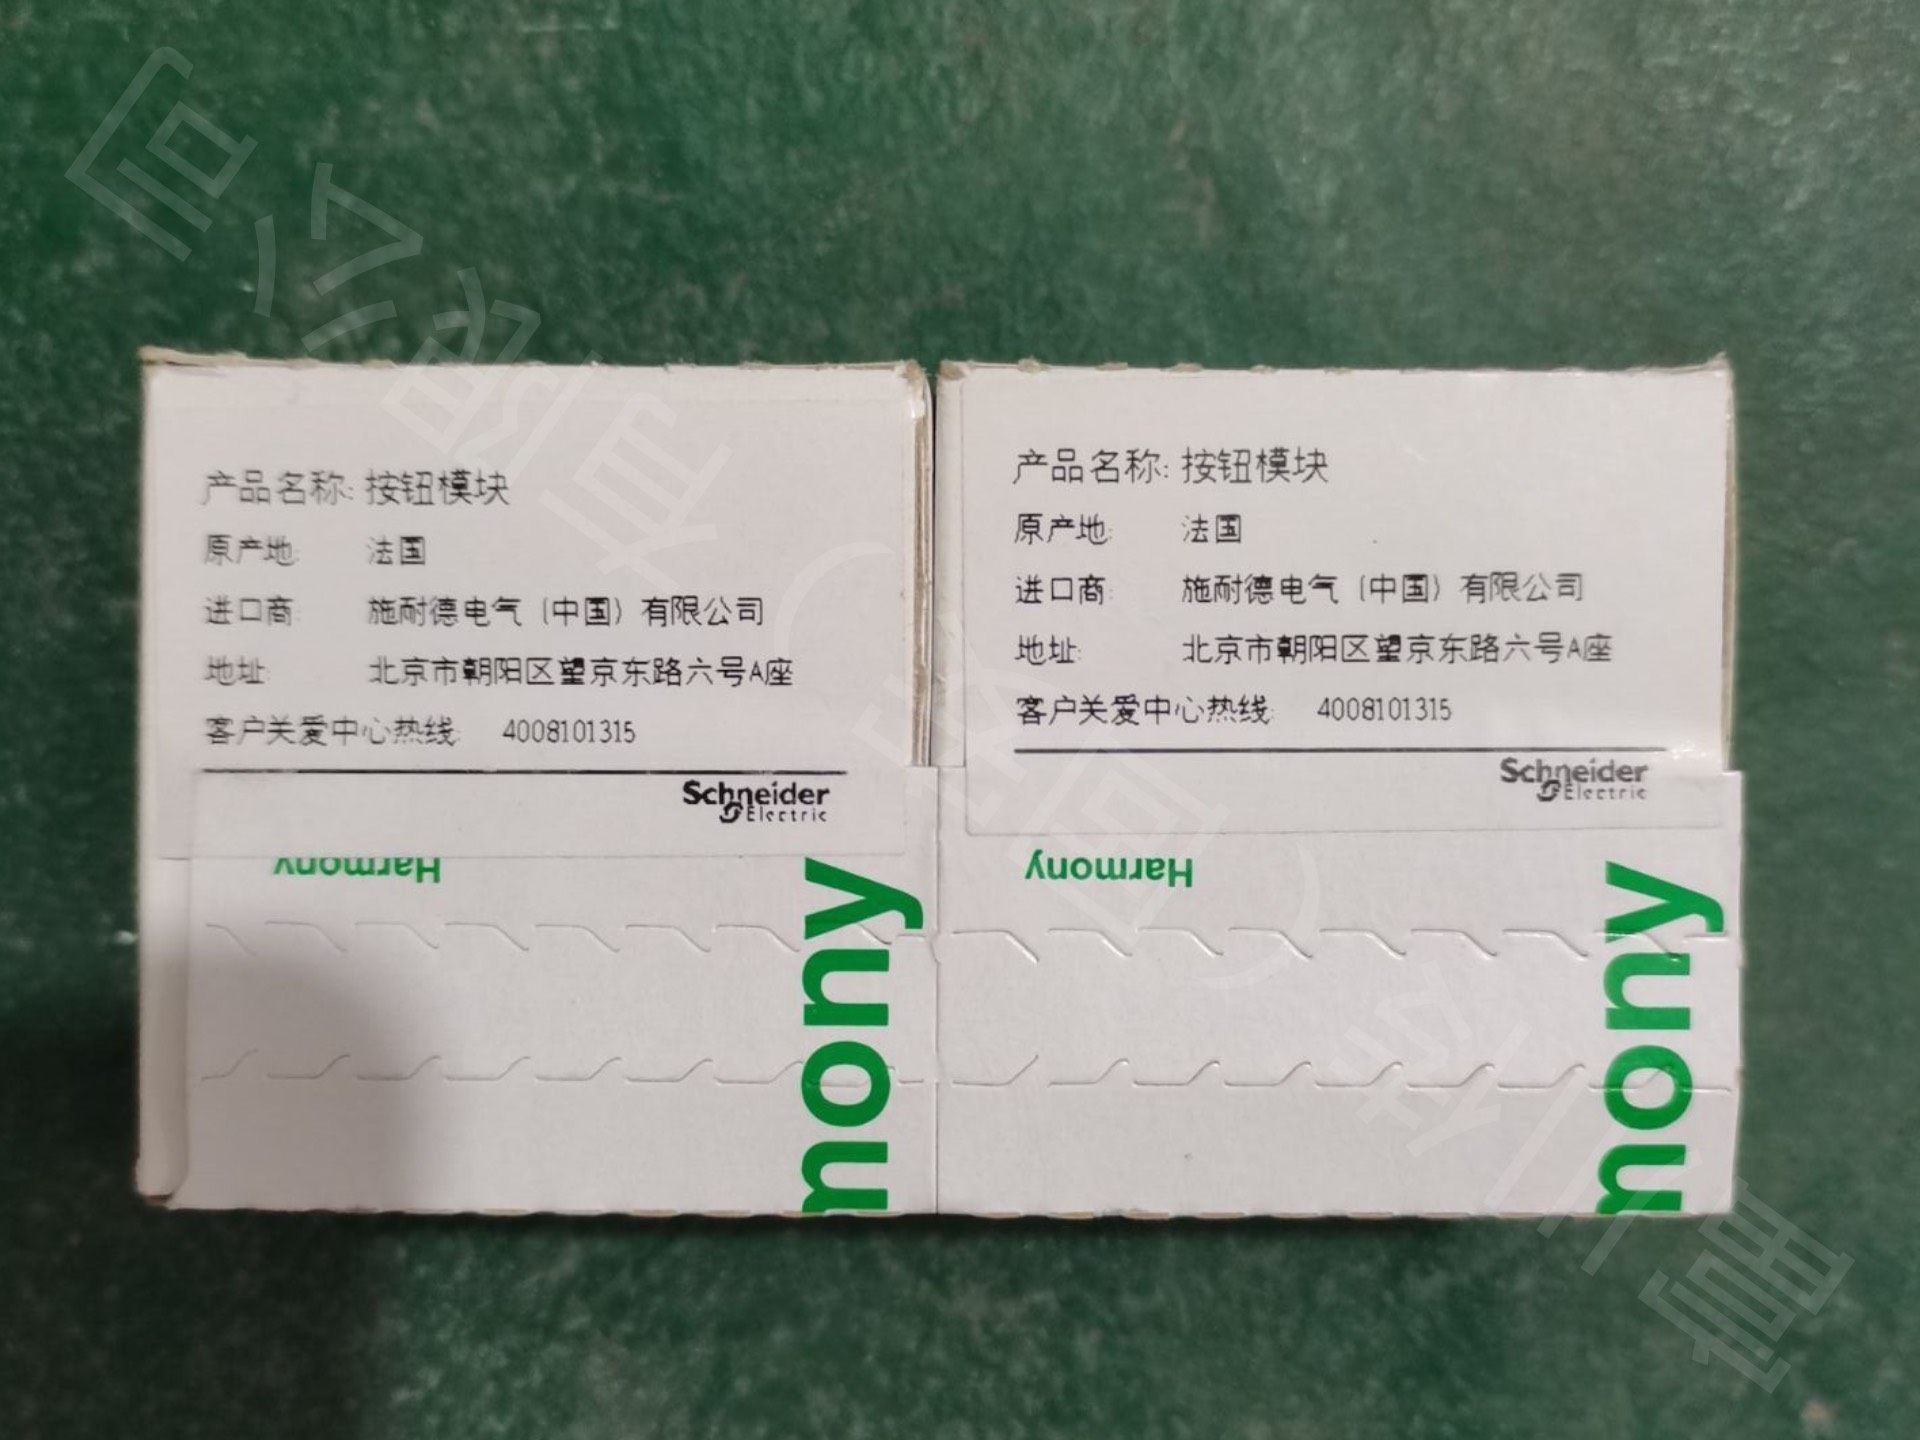 产品名称: 按钮模块
原产地: 法国
进口商: 施耐德电气 (中国) 有限公司
地址: 北京市朝阳区望京东路六号A座
客户关爱中心热线: 4008101315
Schneider
Electric
Harmony
mony
产品名称: 按钮模块
原产地: 法国
进口商: 施耐德电气 (中国) 有限公司
地址: 北京市朝阳区望京东路六号A座
客户关爱中心热线: 4008101315
Schneider
Electric
Harmony
mony